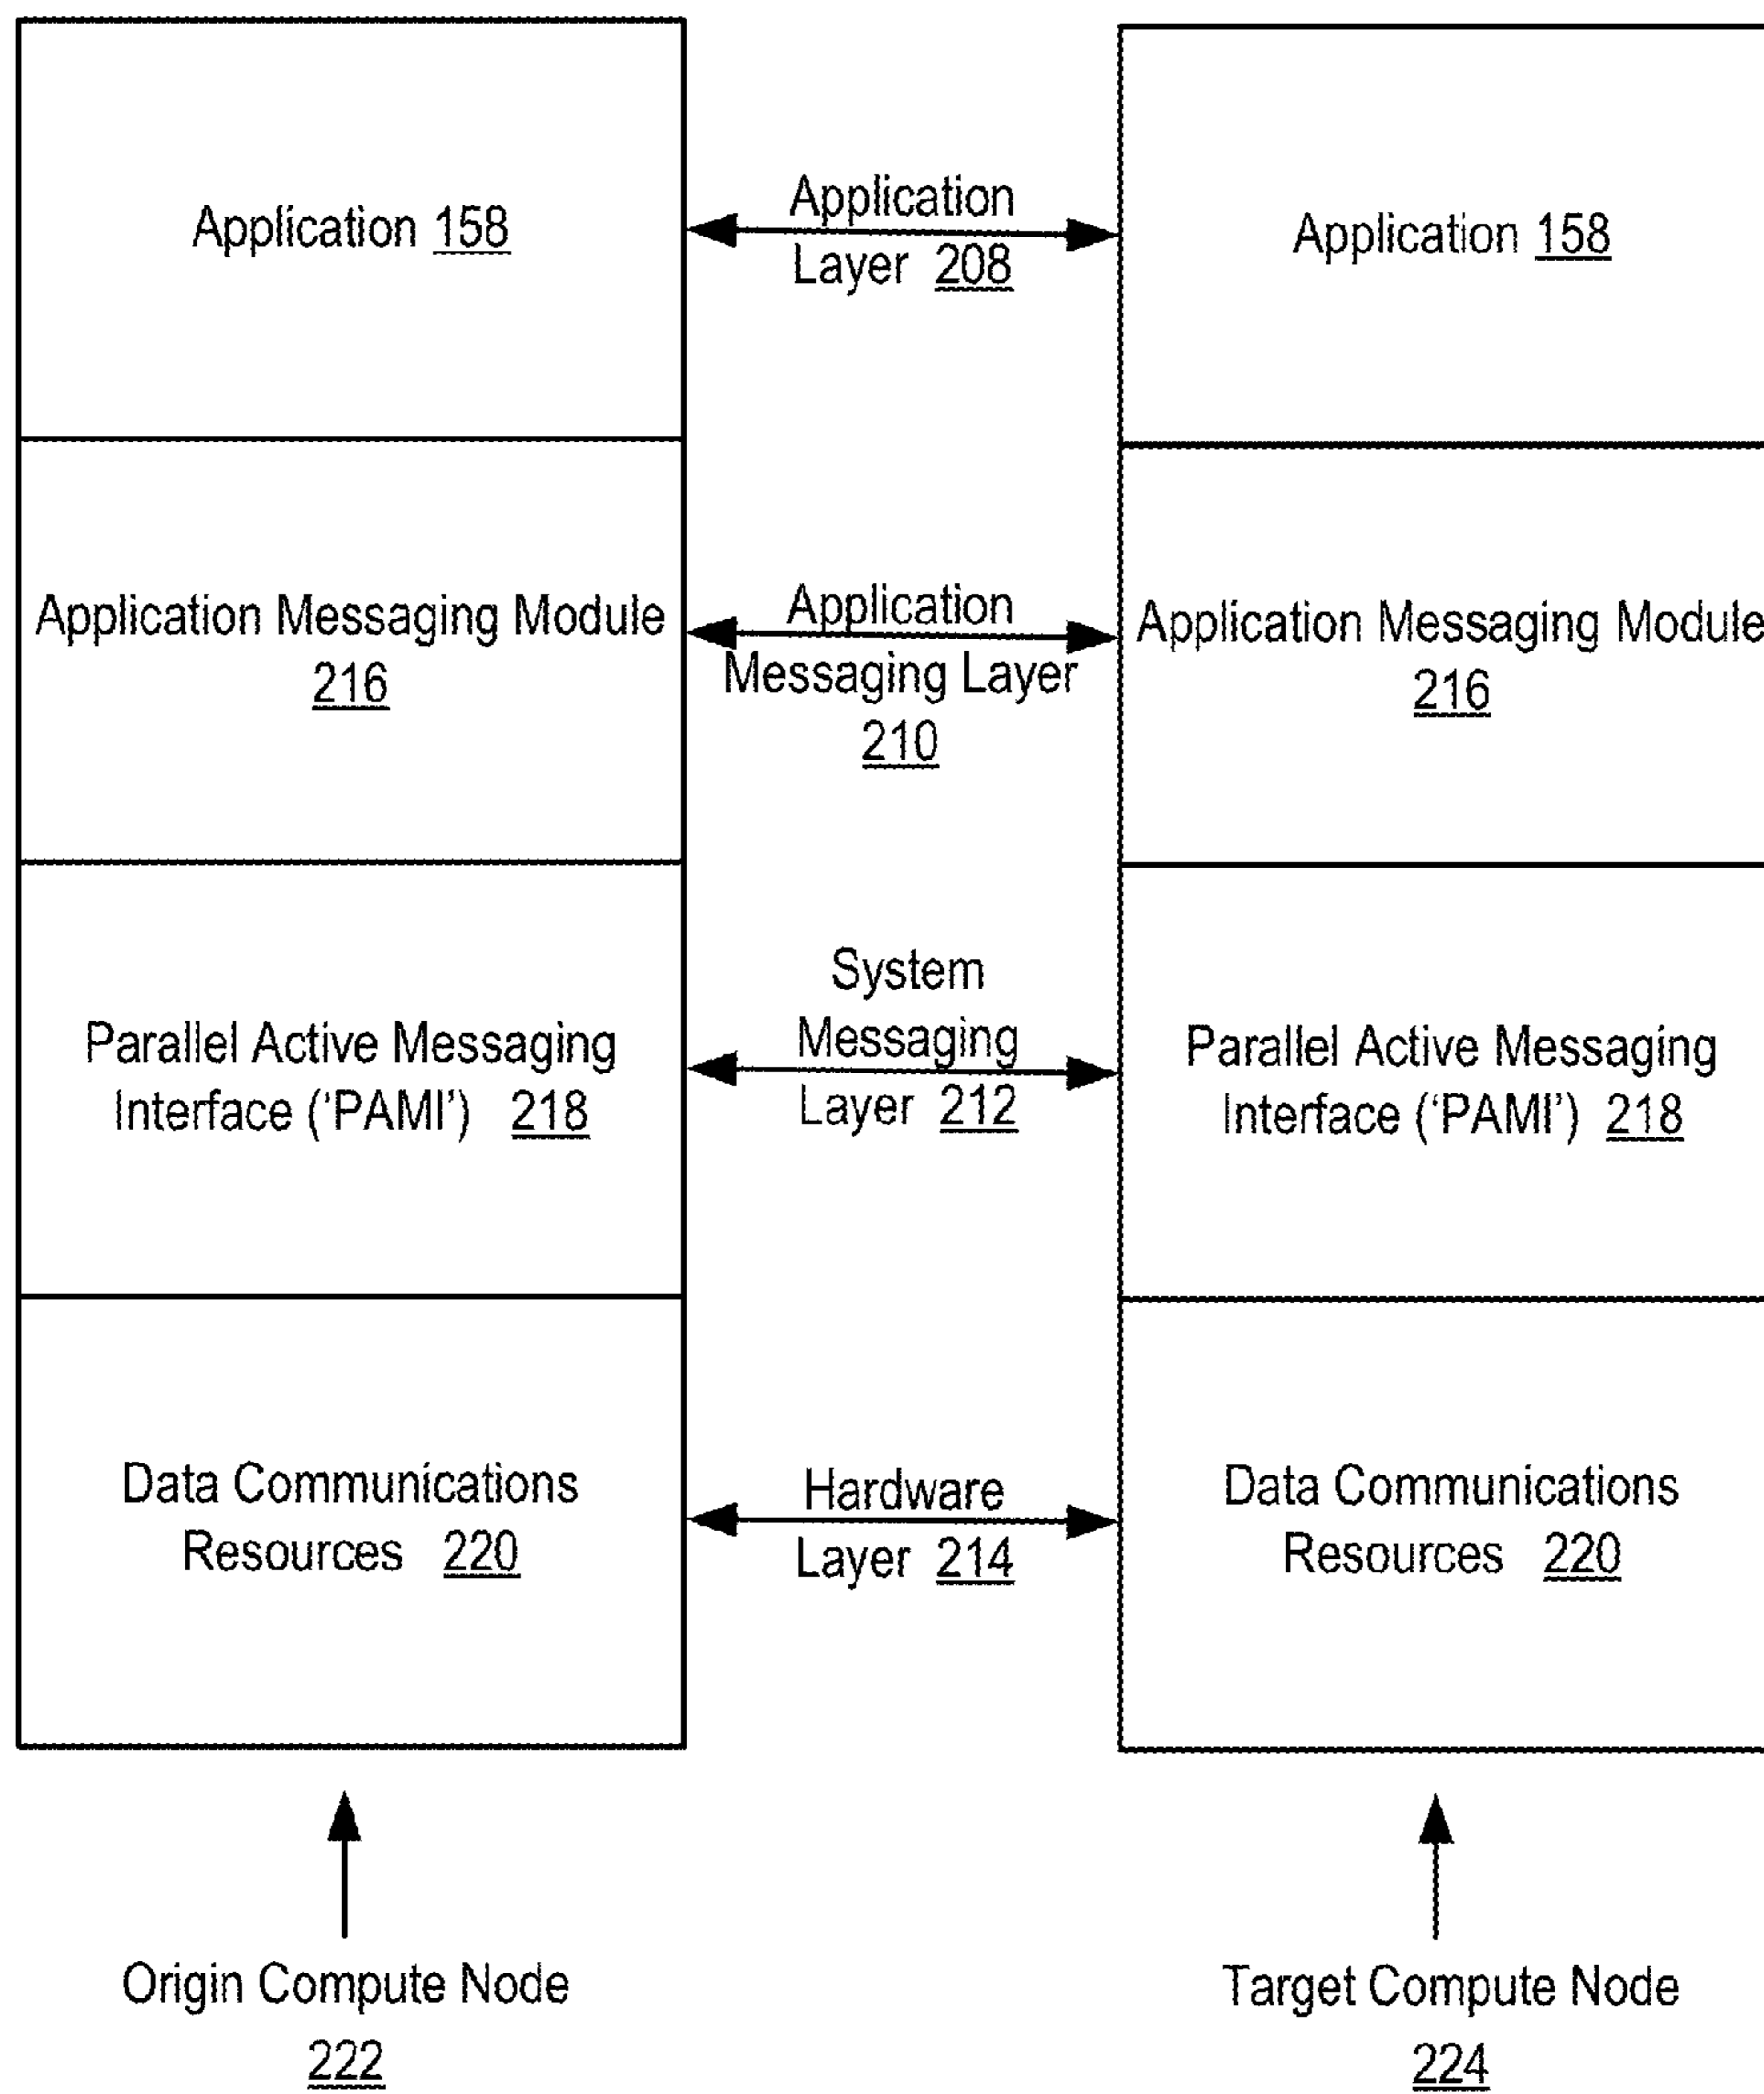 Application 158
Application
Layer 208
Application 158
Application Messaging Module
216
Application
Messaging Layer
210
Application Messaging Module
216
Parallel Active Messaging
Interface (‘PAMI’) 218
System
Messaging
Layer 212
Parallel Active Messaging
Interface (‘PAMI’) 218
Data Communications
Resources 220
Hardware
Layer 214
Data Communications
Resources 220
Origin Compute Node
222
Target Compute Node
224